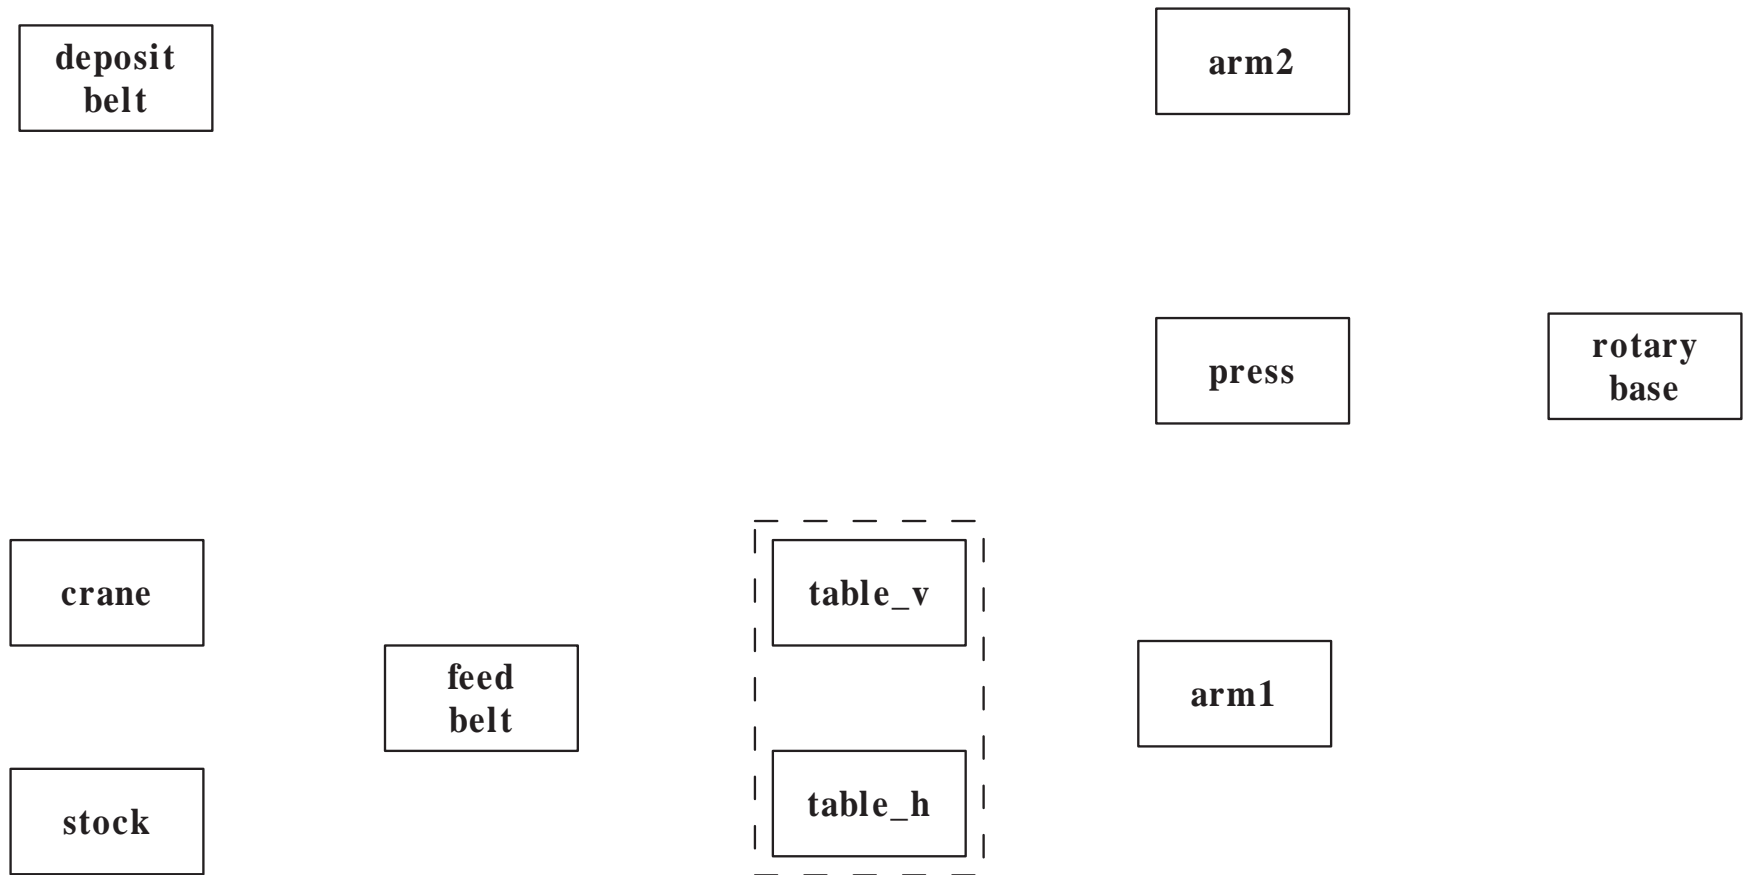 deposit
belt
arm2
press
rotary
base
crane
table_v
feed
belt
arm1
stock
table_h